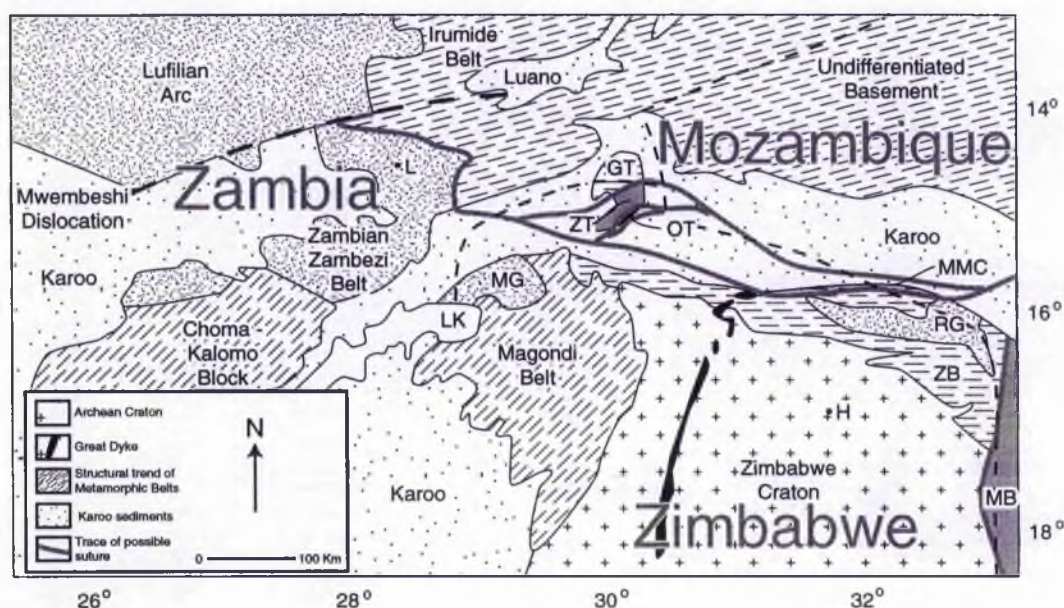 Irumide
Belt
Lufilian
Arc
Luano
Undifferentiated
Basement
14°
Mozambique
GT
L
Zambia
Mwembeshi
Dislocation
ZT
OT
Zambian
Zambezi
Belt
Karoo
Karoo
MMC
MG
16°
LK
RG
Choma
Kalomo
Block
Magondi
Belt
ZB
Archean Craton
Great Dyke
Structural trend of
Metamorphic Belts
Karoo sediments
Trace of possible
suture
N
0 100 Km
H
Karoo
Zimbabwe
Craton
Zimbabwe
MB
18°
26° 28° 30° 32°